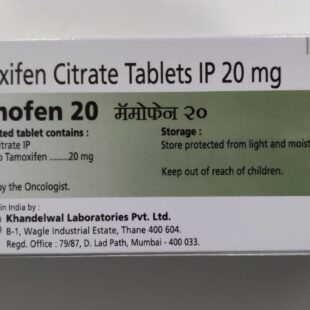 xifen Citrate Tablets IP 20 mg
nofen 20 मॅमोफेन २०
ted tablet contains :
itrate IP
o Tamoxifen ........20 mg
by the Oncologist.
Storage :
Store protected from light and moist
Keep out of reach of children.
in India by :
Khandelwal Laboratories Pvt. Ltd.
B-1, Wagle Industrial Estate, Thane 400 604.
Regd. Office : 79/87, D. Lad Path, Mumbai - 400 033.